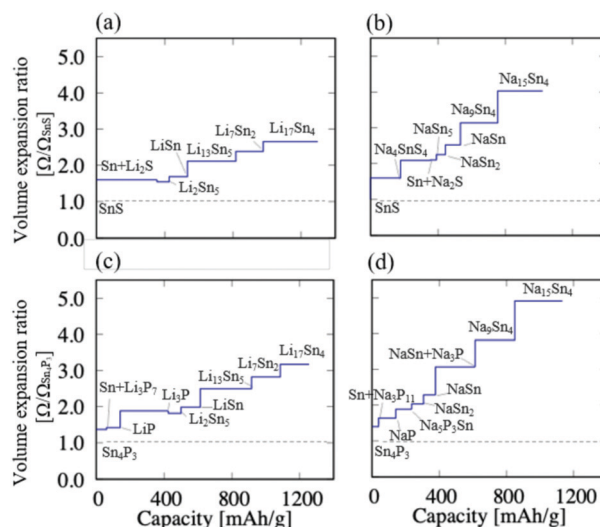 (a)
(b)
Volume expansion ratio
[Ω/Ω_SnS]
5.0
4.0
3.0
2.0
1.0
0.0
Sn+Li₂S
LiSn
Li₂Sn₅
Li₁₃Sn₅
Li₇Sn₂
Li₁₇Sn₄
SnS
Na₄SnS₄
Sn+Na₂S
NaSn₅
NaSn₂
NaSn
Na₉Sn₄
Na₁₅Sn₄
SnS
(c)
(d)
Volume expansion ratio
[Ω/Ω_Sn₄P₃]
5.0
4.0
3.0
2.0
1.0
0.0
Sn+Li₃P₇
LiP
Li₃P
Li₂Sn₅
LiSn
Li₁₃Sn₅
Li₇Sn₂
Li₁₇Sn₄
Sn₄P₃
0 400 800 1200
Capacity [mAh/g]
Sn+Na₃P₁₁
NaP
Na₅P₃Sn
NaSn₂
NaSn
NaSn+Na₃P
Na₉Sn₄
Na₁₅Sn₄
Sn₄P₃
0 400 800 1200
Capacity [mAh/g]